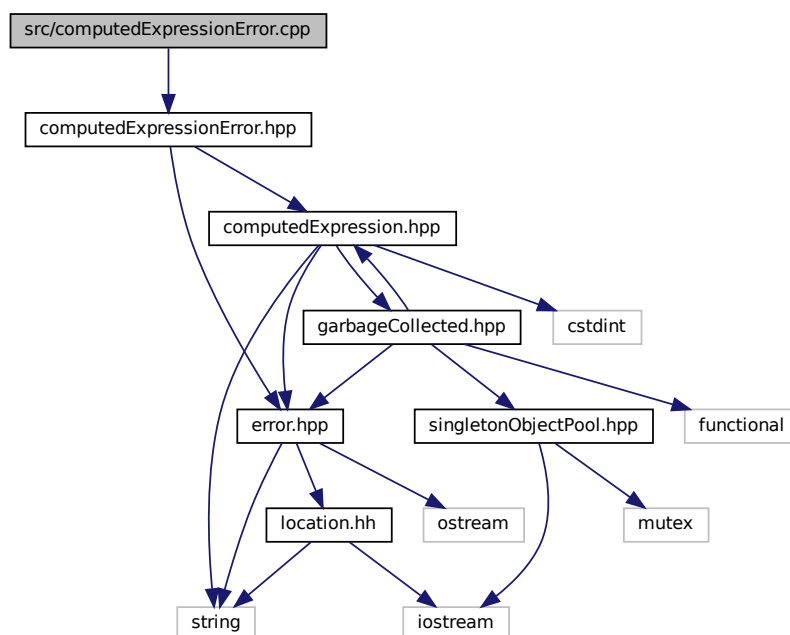 src/computedExpressionError.cpp
computedExpressionError.hpp
computedExpression.hpp
garbageCollected.hpp
cstdint
error.hpp
singletonObjectPool.hpp
functional
location.hh
ostream
mutex
string
iostream